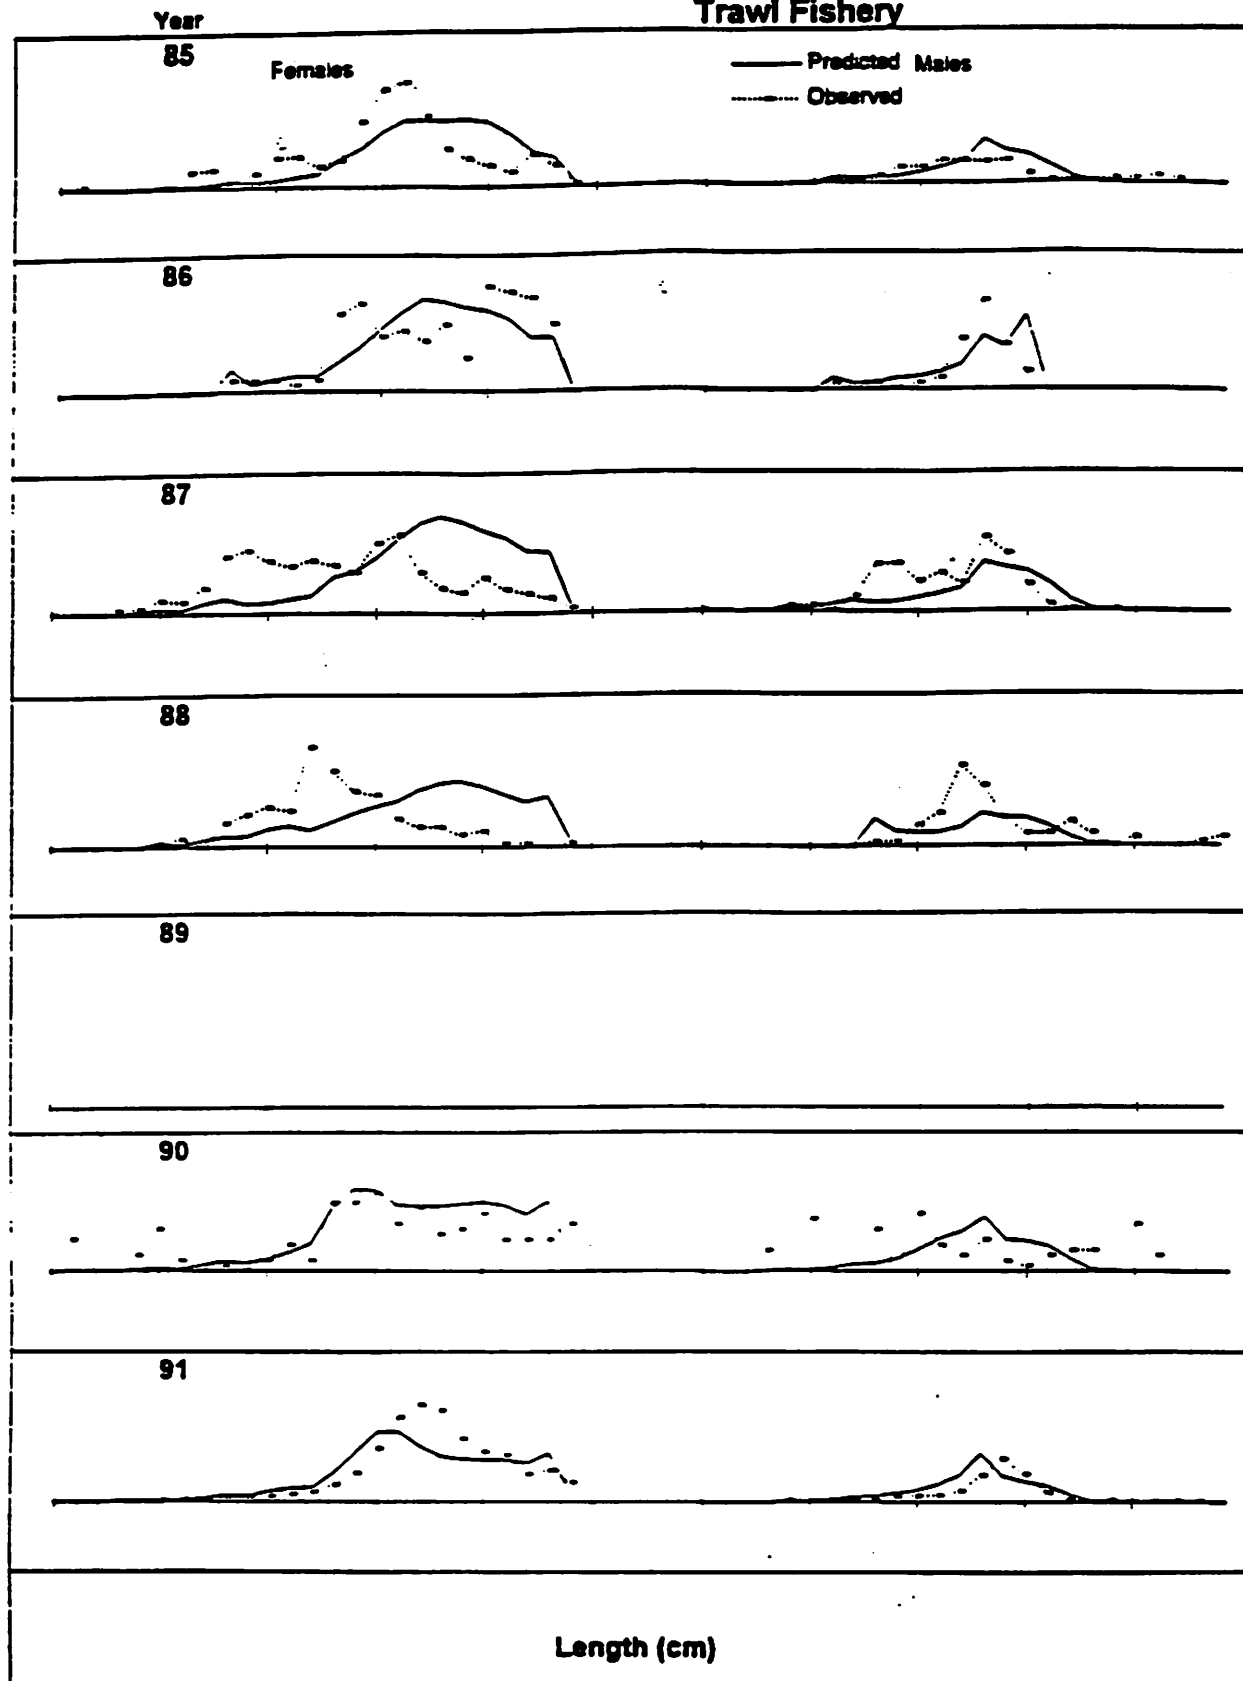 Trawl Fishery
Year
85
Females
Predicted Males
Observed
86
87
88
89
90
91
Length (cm)